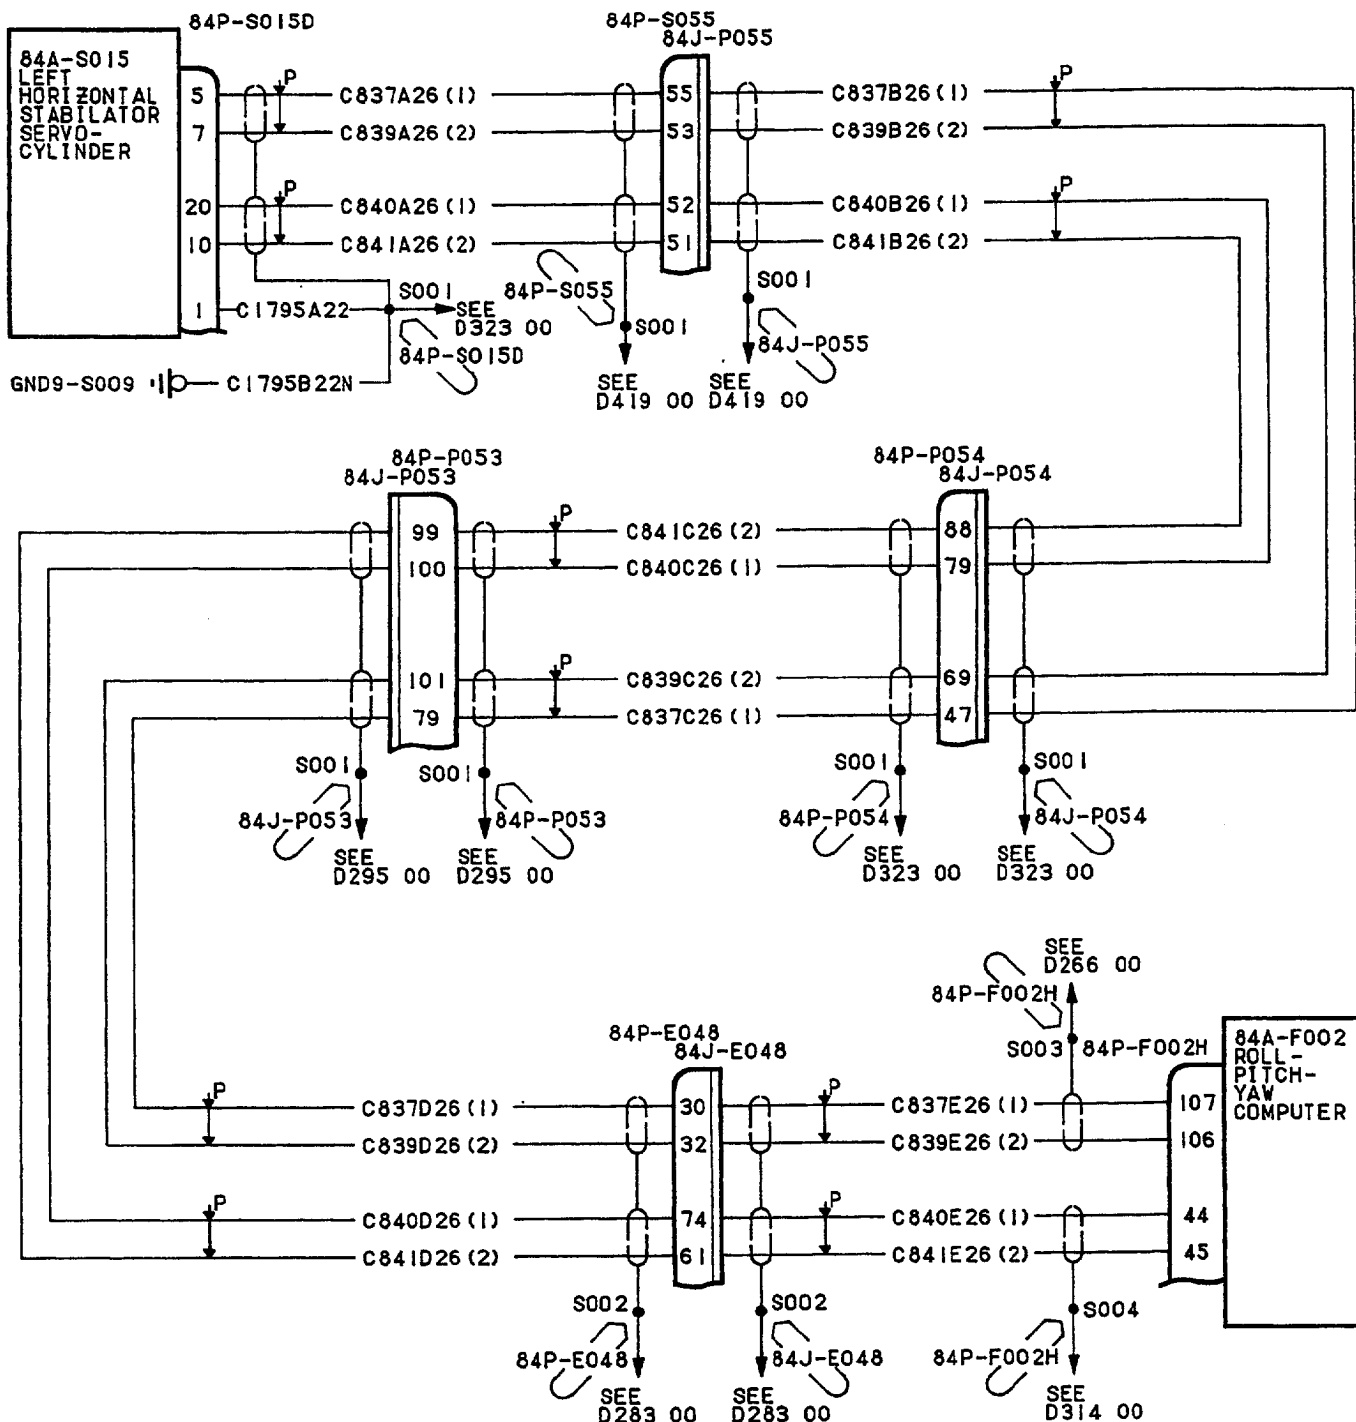 84P-S015D
84P-S055
84J-P055
84A-S015
LEFT
HORIZONTAL
STABILATOR
SERVO-
CYLINDER
5
7
20
10
1
P
C837A26(1)
C839A26(2)
P
C840A26(1)
C841A26(2)
55
53
52
51
P
C837B26(1)
C839B26(2)
P
C840B26(1)
C841B26(2)
C1795A22
S001
SEE
D323 00
84P-S015D
GND9-S009
C1795B22N
84P-S055
S001
SEE
D419 00
S001
84J-P055
SEE
D419 00
84P-P053
84J-P053
84P-P054
84J-P054
99
100
101
79
P
C841C26(2)
C840C26(1)
P
C839C26(2)
C837C26(1)
88
79
69
47
S001
84J-P053
SEE
D295 00
S001
84P-P053
SEE
D295 00
S001
84P-P054
SEE
D323 00
S001
84J-P054
SEE
D323 00
SEE
D266 00
84P-F002H
S003
84P-F002H
84A-F002
ROLL-
PITCH-
YAW
COMPUTER
84P-E048
84J-E048
P
C837D26(1)
C839D26(2)
P
C840D26(1)
C841D26(2)
30
32
74
61
P
C837E26(1)
C839E26(2)
P
C840E26(1)
C841E26(2)
107
106
44
45
S002
84P-E048
SEE
D283 00
S002
84J-E048
SEE
D283 00
S004
84P-F002H
SEE
D314 00